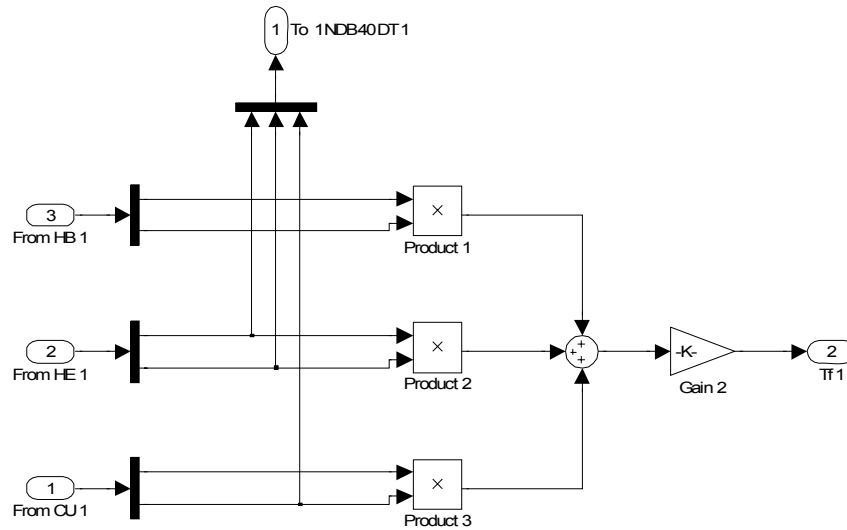 1
To 1NDB40DT1
3
From HB 1
×
Product 1
2
From HE 1
×
Product 2
+
+
+
-K-
Gain 2
2
Tf 1
1
From CU 1
×
Product 3